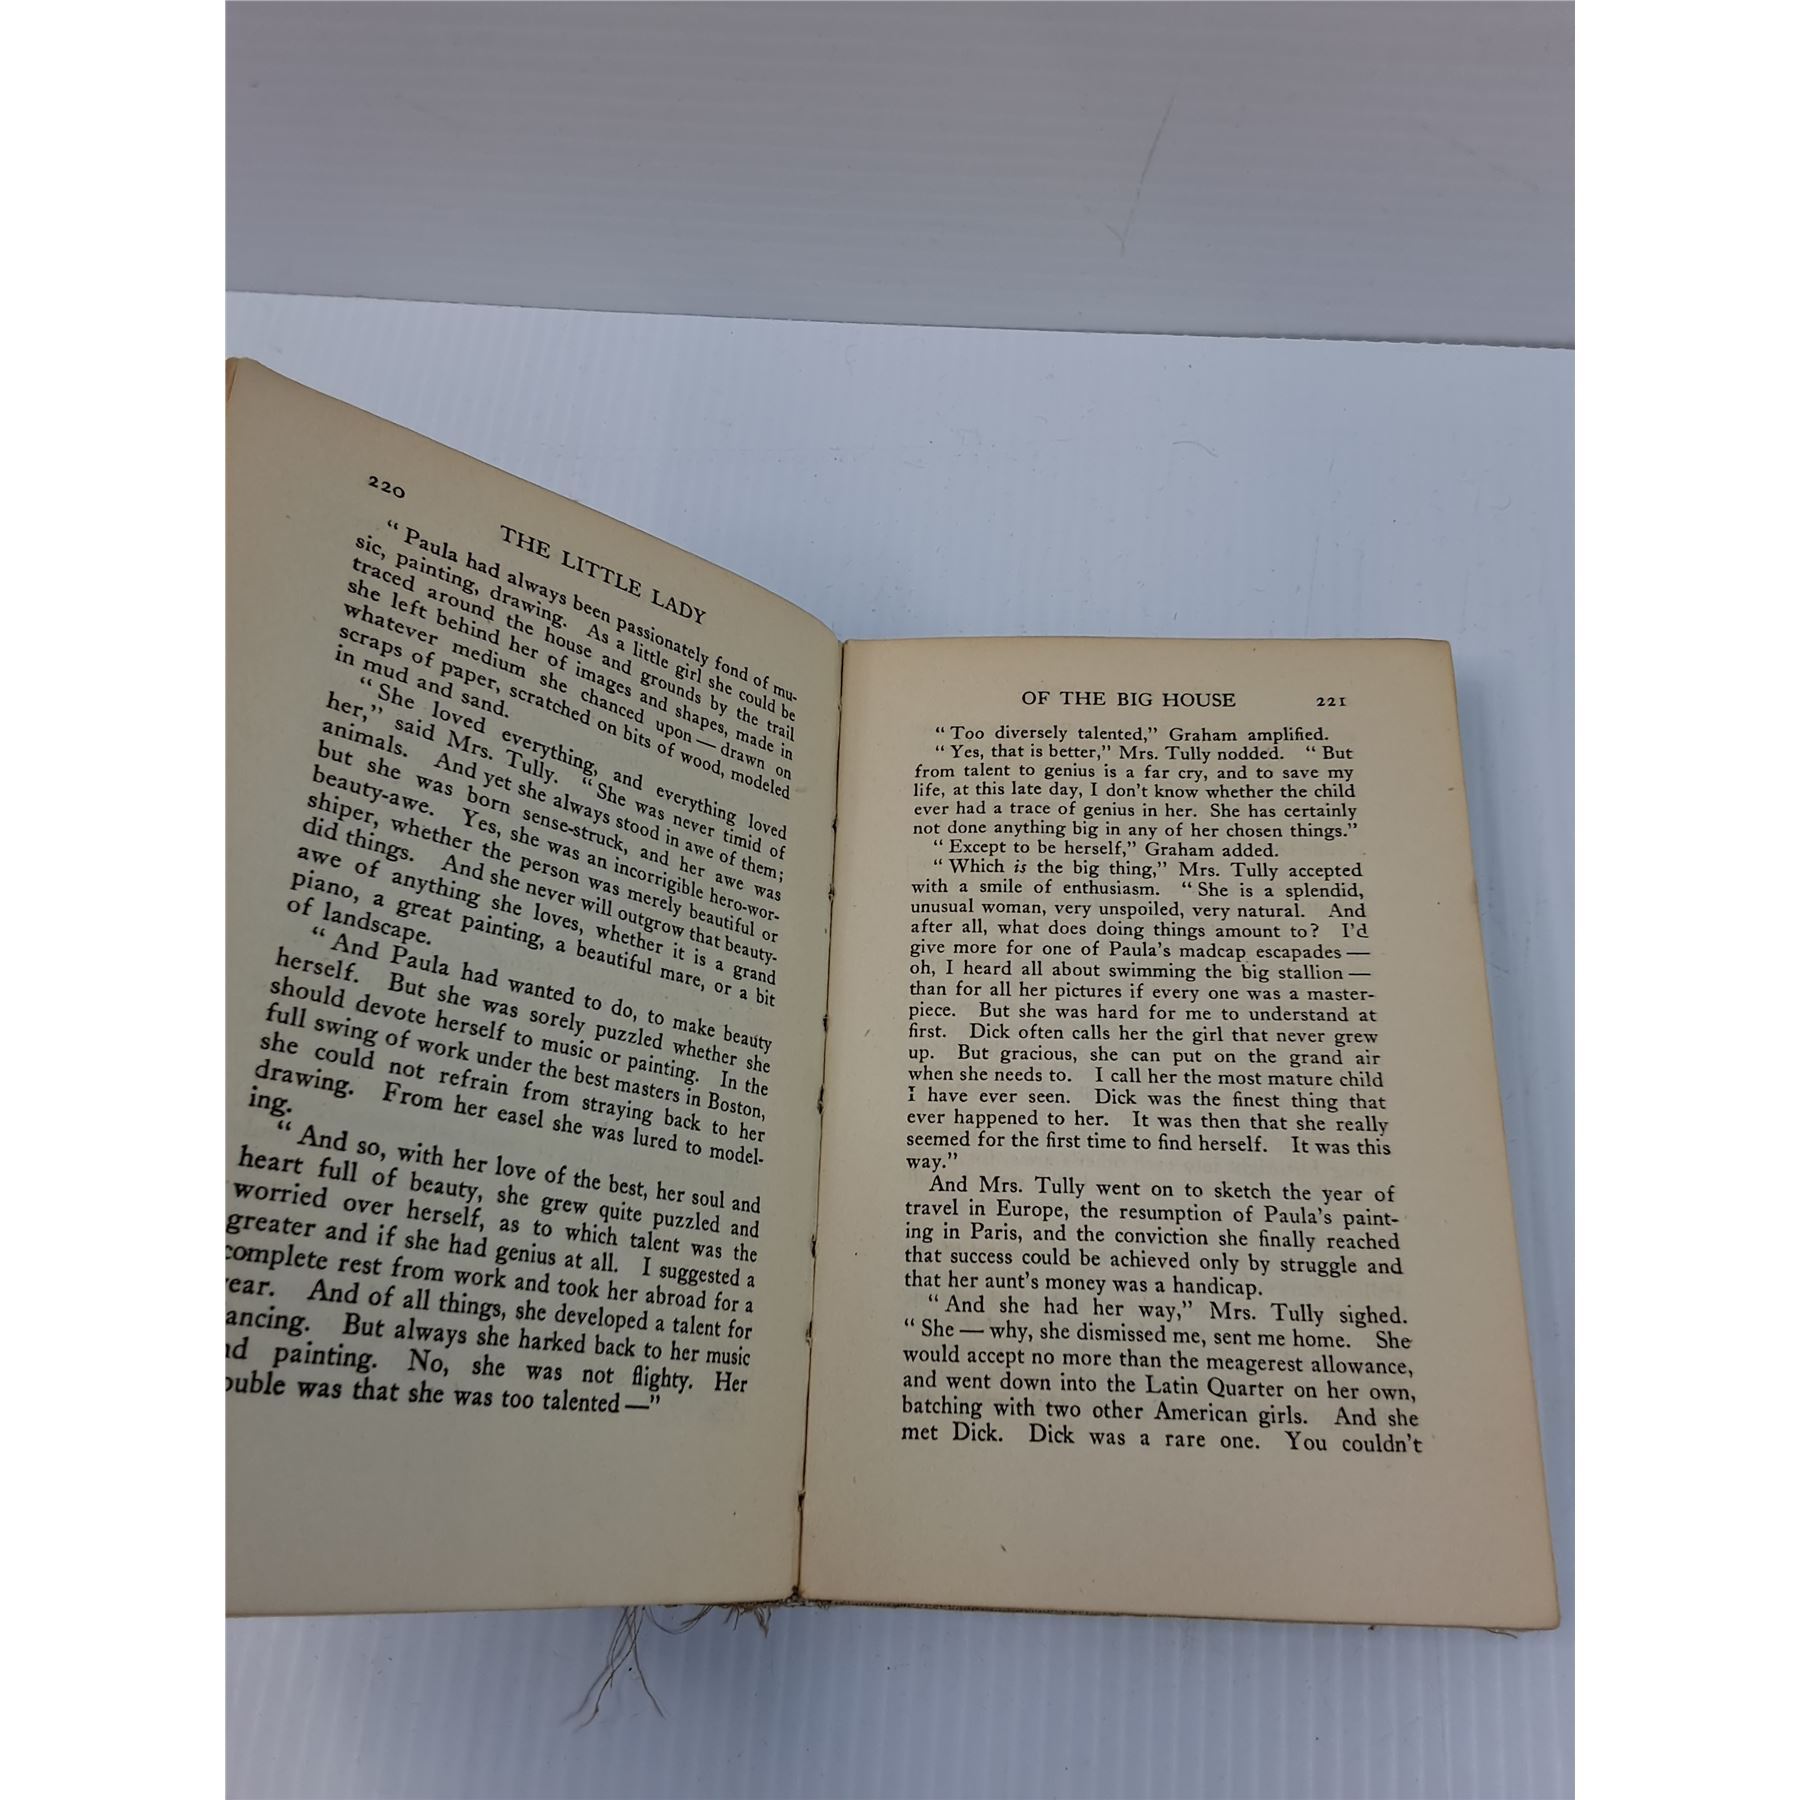 220
THE LITTLE LADY
“ Paula had always been passionately fond of mu-
sic, painting, drawing. As a little girl she could be
traced around the house and grounds by the trail
she left behind her of images and shapes, made in
whatever medium she chanced upon — drawn on
scraps of paper, scratched on bits of wood, modeled
in mud and sand.
“ She loved everything, and everything loved
her,” said Mrs. Tully. “ She was never timid of
animals. And yet she always stood in awe of them;
but she was born sense-struck, and her awe was
beauty-awe. Yes, she was an incorrigible hero-wor-
shiper, whether the person was merely beautiful or
did things. And she never will outgrow that beauty-
awe of anything she loves, whether it is a grand
piano, a great painting, a beautiful mare, or a bit
of landscape.
“ And Paula had wanted to do, to make beauty
herself. But she was sorely puzzled whether she
should devote herself to music or painting. In the
full swing of work under the best masters in Boston,
she could not refrain from straying back to her
drawing. From her easel she was lured to model-
ing.
“ And so, with her love of the best, her soul and
heart full of beauty, she grew quite puzzled and
worried over herself, as to which talent was the
greater and if she had genius at all. I suggested a
complete rest from work and took her abroad for a
ear. And of all things, she developed a talent for
ancing. But always she harked back to her music
nd painting. No, she was not flighty. Her
ouble was that she was too talented —”
OF THE BIG HOUSE 221
“ Too diversely talented,” Graham amplified.
“ Yes, that is better,” Mrs. Tully nodded. “ But
from talent to genius is a far cry, and to save my
life, at this late day, I don’t know whether the child
ever had a trace of genius in her. She has certainly
not done anything big in any of her chosen things.”
“ Except to be herself,” Graham added.
“ Which is the big thing,” Mrs. Tully accepted
with a smile of enthusiasm. “ She is a splendid,
unusual woman, very unspoiled, very natural. And
after all, what does doing things amount to? I’d
give more for one of Paula’s madcap escapades —
oh, I heard all about swimming the big stallion —
than for all her pictures if every one was a master-
piece. But she was hard for me to understand at
first. Dick often calls her the girl that never grew
up. But gracious, she can put on the grand air
when she needs to. I call her the most mature child
I have ever seen. Dick was the finest thing that
ever happened to her. It was then that she really
seemed for the first time to find herself. It was this
way.”
And Mrs. Tully went on to sketch the year of
travel in Europe, the resumption of Paula’s paint-
ing in Paris, and the conviction she finally reached
that success could be achieved only by struggle and
that her aunt’s money was a handicap.
“ And she had her way,” Mrs. Tully sighed.
“ She — why, she dismissed me, sent me home. She
would accept no more than the meagerest allowance,
and went down into the Latin Quarter on her own,
batching with two other American girls. And she
met Dick. Dick was a rare one. You couldn’t